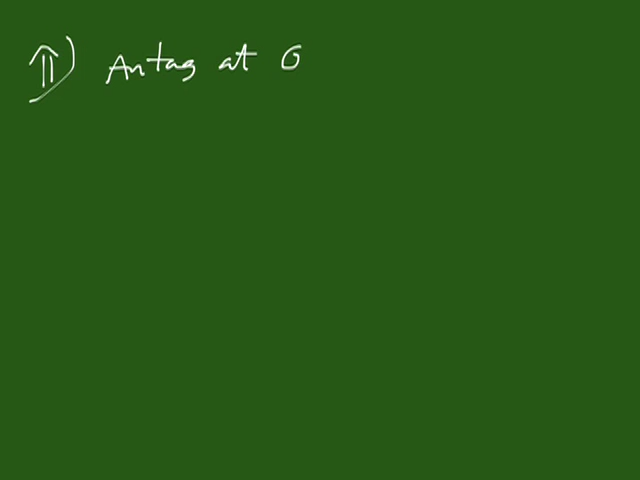 ⇑) Antag at σ